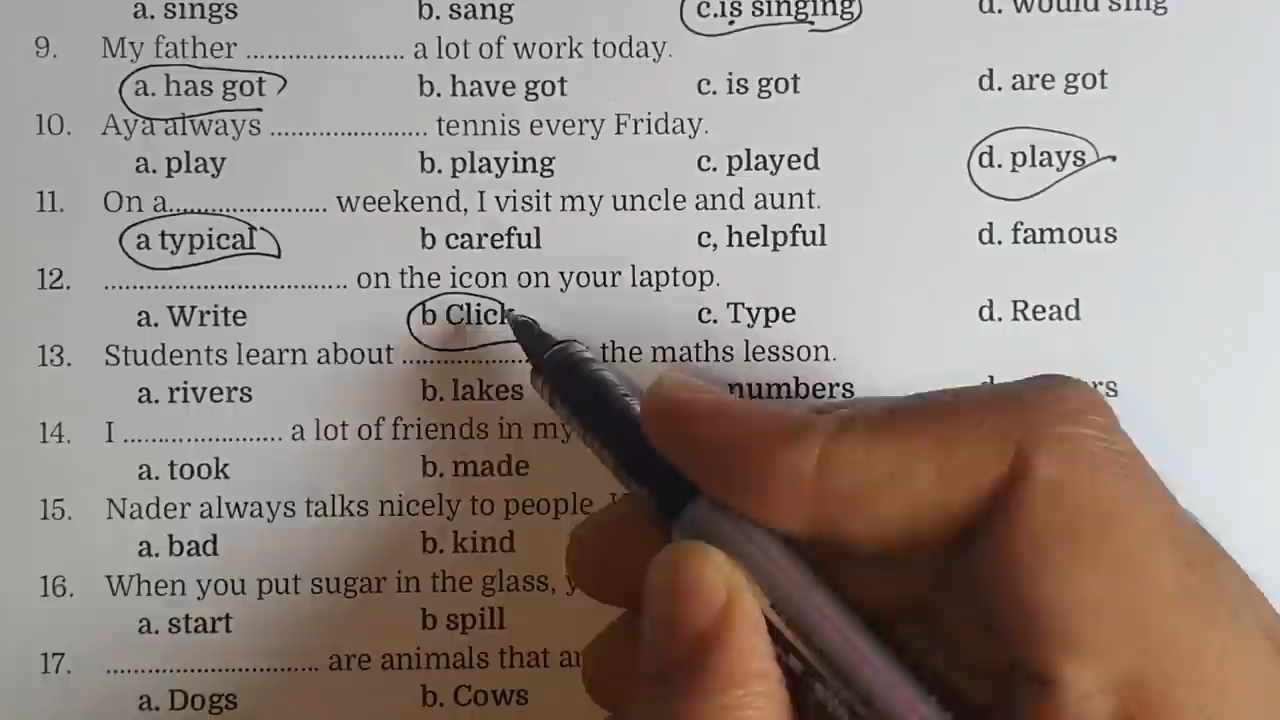 a. sings b. sang c.is singing d. would sing
9. My father ...................... a lot of work today.
a. has got b. have got c. is got d. are got
10. Aya always ...................... tennis every Friday.
a. play b. playing c. played d. plays
11. On a...................... weekend, I visit my uncle and aunt.
a typical b careful c, helpful d. famous
12. .................................. on the icon on your laptop.
a. Write b Click c. Type d. Read
13. Students learn about .................. the maths lesson.
a. rivers b. lakes numbers
14. I ...................... a lot of friends in my
a. took b. made
15. Nader always talks nicely to people.
a. bad b. kind
16. When you put sugar in the glass,
a. start b spill
17. .............................. are animals that
a. Dogs b. Cows